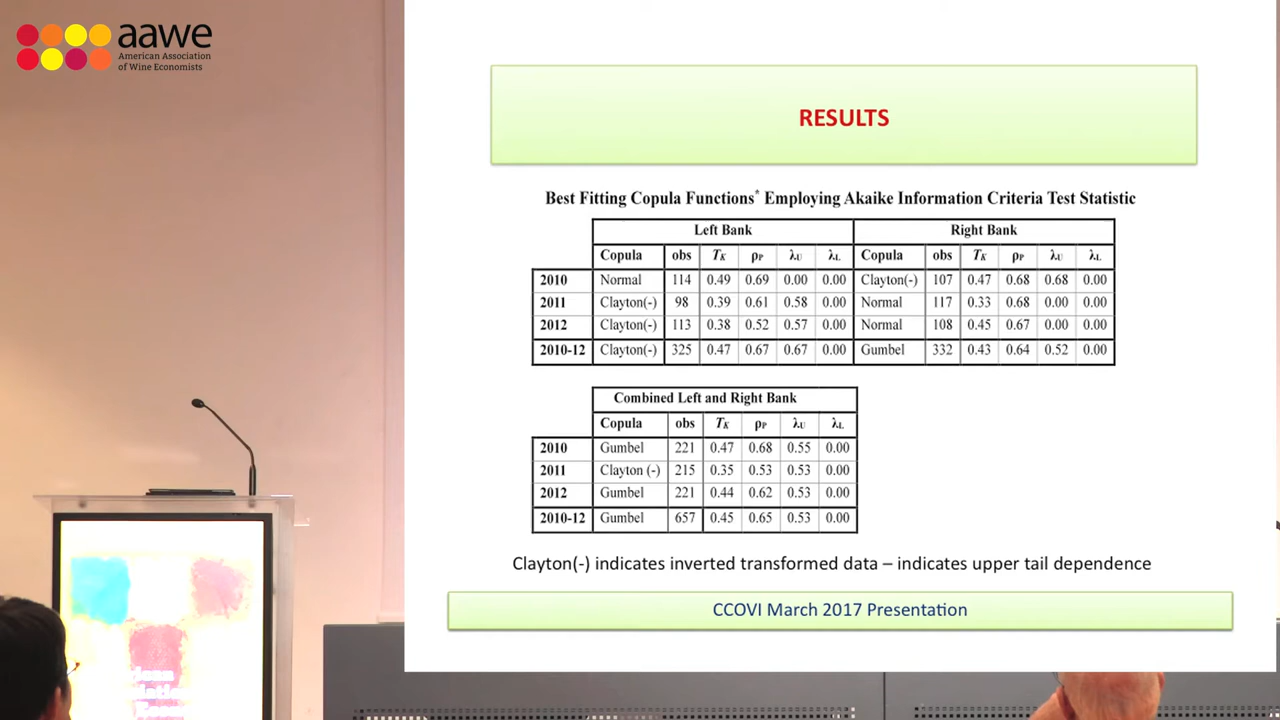 aawe
American Association
of Wine Economists
RESULTS
Best Fitting Copula Functions* Employing Akaike Information Criteria Test Statistic
Left Bank Right Bank
Copula obs TK ρP λU λL Copula obs TK ρP λU λL
2010 Normal 114 0.49 0.69 0.00 0.00 Clayton(-) 107 0.47 0.68 0.68 0.00
2011 Clayton(-) 98 0.39 0.61 0.58 0.00 Normal 117 0.33 0.68 0.00 0.00
2012 Clayton(-) 113 0.38 0.52 0.57 0.00 Normal 108 0.45 0.67 0.00 0.00
2010-12 Clayton(-) 325 0.47 0.67 0.67 0.00 Gumbel 332 0.43 0.64 0.52 0.00
Combined Left and Right Bank
Copula obs TK ρP λU λL
2010 Gumbel 221 0.47 0.68 0.55 0.00
2011 Clayton (-) 215 0.35 0.53 0.53 0.00
2012 Gumbel 221 0.44 0.62 0.53 0.00
2010-12 Gumbel 657 0.45 0.65 0.53 0.00
Clayton(-) indicates inverted transformed data – indicates upper tail dependence
CCOVI March 2017 Presentation